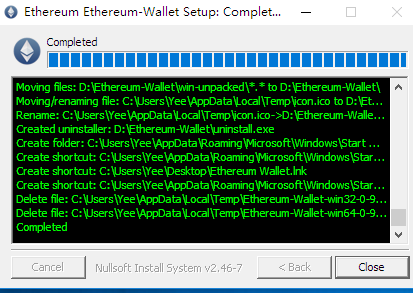 Ethereum Ethereum-Wallet Setup: Complet...
Completed
Moving files: D:\Ethereum-Wallet\win-unpacked\*.* to D:\Ethereum-Wallet\
Moving/renaming file: C:\Users\Yee\AppData\Local\Temp\icon.ico to D:\Et...
Rename: C:\Users\Yee\AppData\Local\Temp\icon.ico->D:\Ethereum-Walle...
Created uninstaller: D:\Ethereum-Wallet\uninstall.exe
Create folder: C:\Users\Yee\AppData\Roaming\Microsoft\Windows\Start ...
Create shortcut: C:\Users\Yee\AppData\Roaming\Microsoft\Windows\Star...
Create shortcut: C:\Users\Yee\Desktop\Ethereum Wallet.lnk
Create shortcut: C:\Users\Yee\AppData\Roaming\Microsoft\Windows\Star...
Delete file: C:\Users\Yee\AppData\Local\Temp\Ethereum-Wallet-win32-0-9...
Delete file: C:\Users\Yee\AppData\Local\Temp\Ethereum-Wallet-win64-0-9...
Completed
Cancel
Nullsoft Install System v2.46-7
< Back
Close